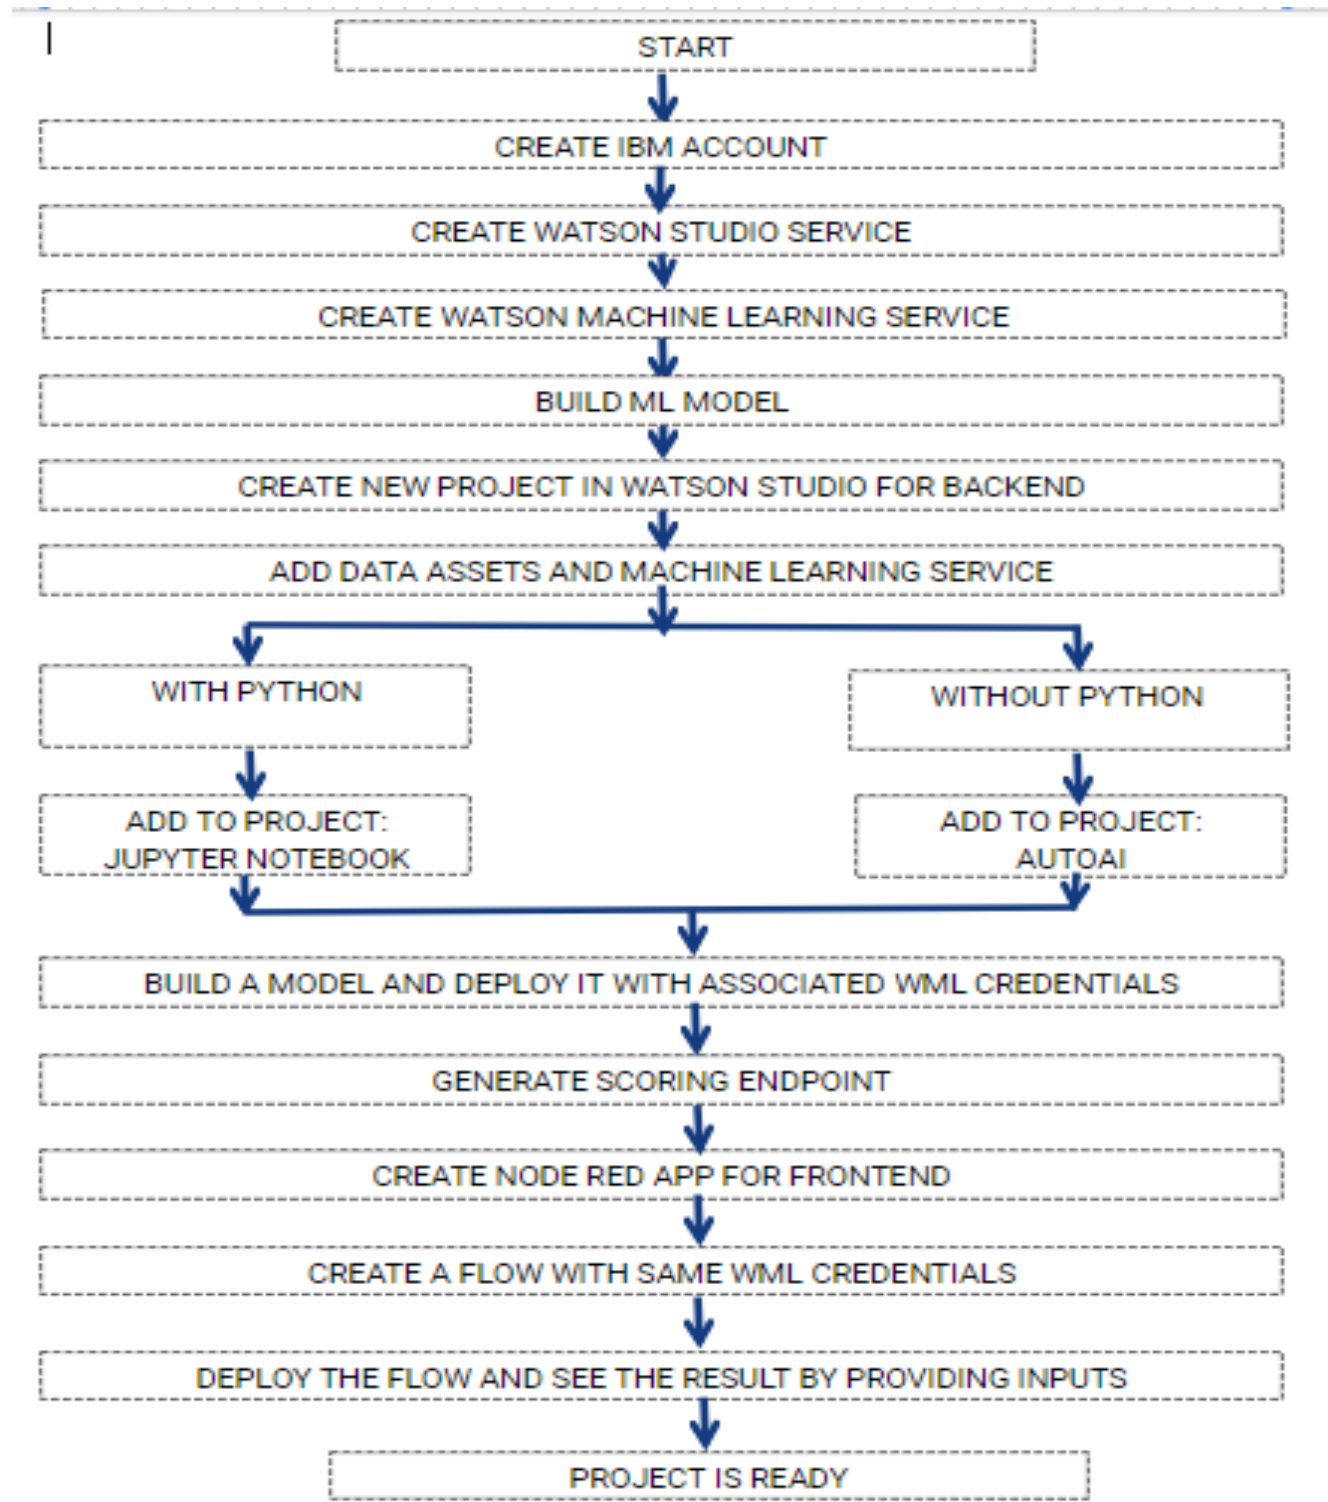 START
CREATE IBM ACCOUNT
CREATE WATSON STUDIO SERVICE
CREATE WATSON MACHINE LEARNING SERVICE
BUILD ML MODEL
CREATE NEW PROJECT IN WATSON STUDIO FOR BACKEND
ADD DATA ASSETS AND MACHINE LEARNING SERVICE
WITH PYTHON
WITHOUT PYTHON
ADD TO PROJECT:
JUPYTER NOTEBOOK
ADD TO PROJECT:
AUTOAI
BUILD A MODEL AND DEPLOY IT WITH ASSOCIATED WML CREDENTIALS
GENERATE SCORING ENDPOINT
CREATE NODE RED APP FOR FRONTEND
CREATE A FLOW WITH SAME WML CREDENTIALS
DEPLOY THE FLOW AND SEE THE RESULT BY PROVIDING INPUTS
PROJECT IS READY